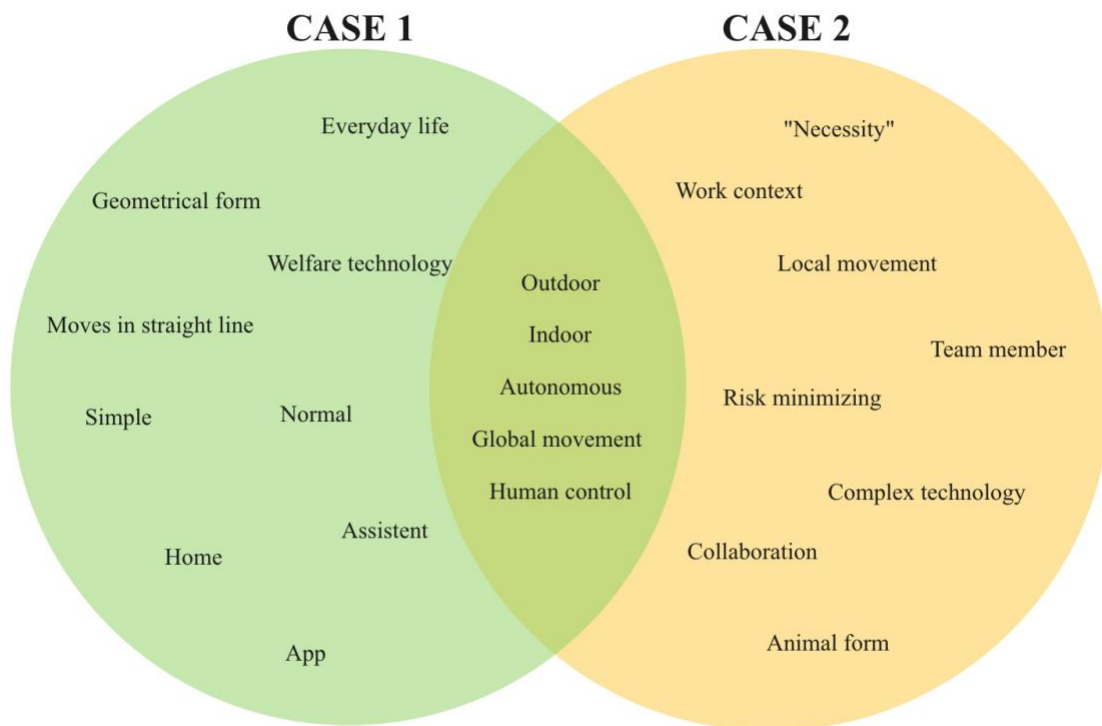 CASE 1
CASE 2
Everyday life
Geometrical form
Welfare technology
Moves in straight line
Simple
Normal
Assistent
Home
App
Outdoor
Indoor
Autonomous
Global movement
Human control
"Necessity"
Work context
Local movement
Team member
Risk minimizing
Complex technology
Collaboration
Animal form